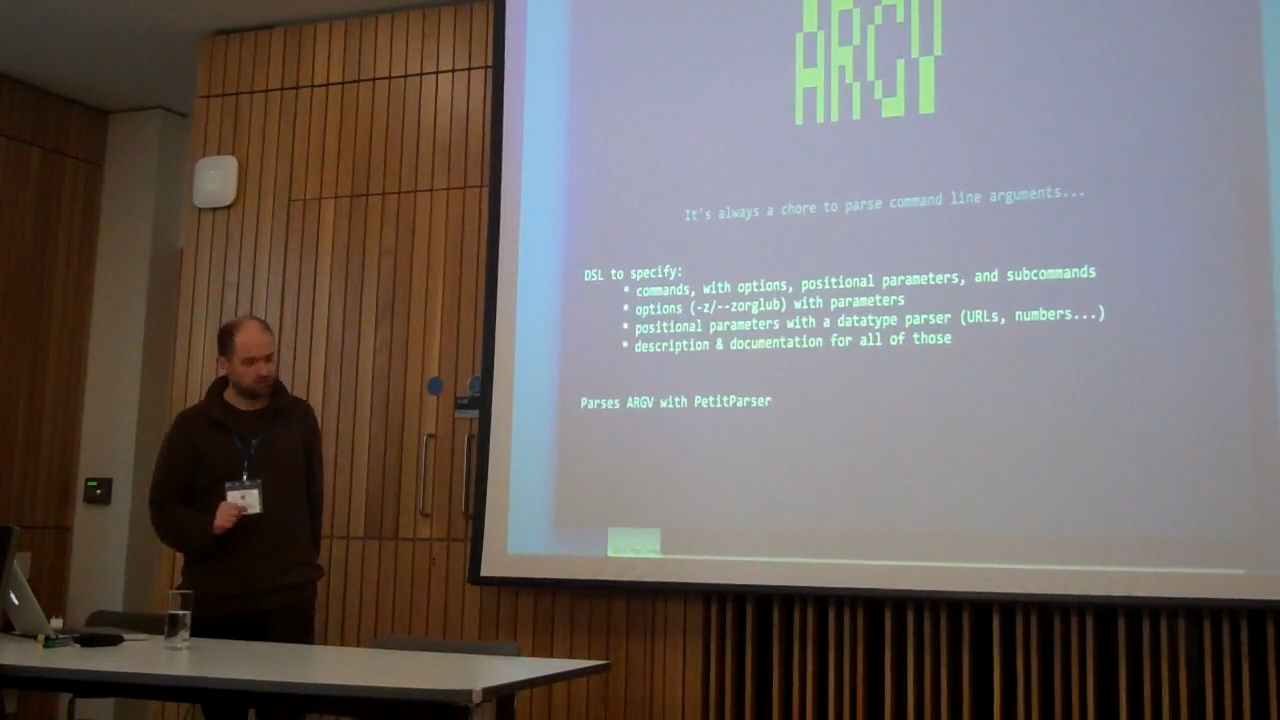 ARGV
It's always a chore to parse command line arguments...
DSL to specify:
* commands, with options, positional parameters, and subcommands
* options (-z/--zorglub) with parameters
* positional parameters with a datatype parser (URLs, numbers...)
* description & documentation for all of those
Parses ARGV with PetitParser